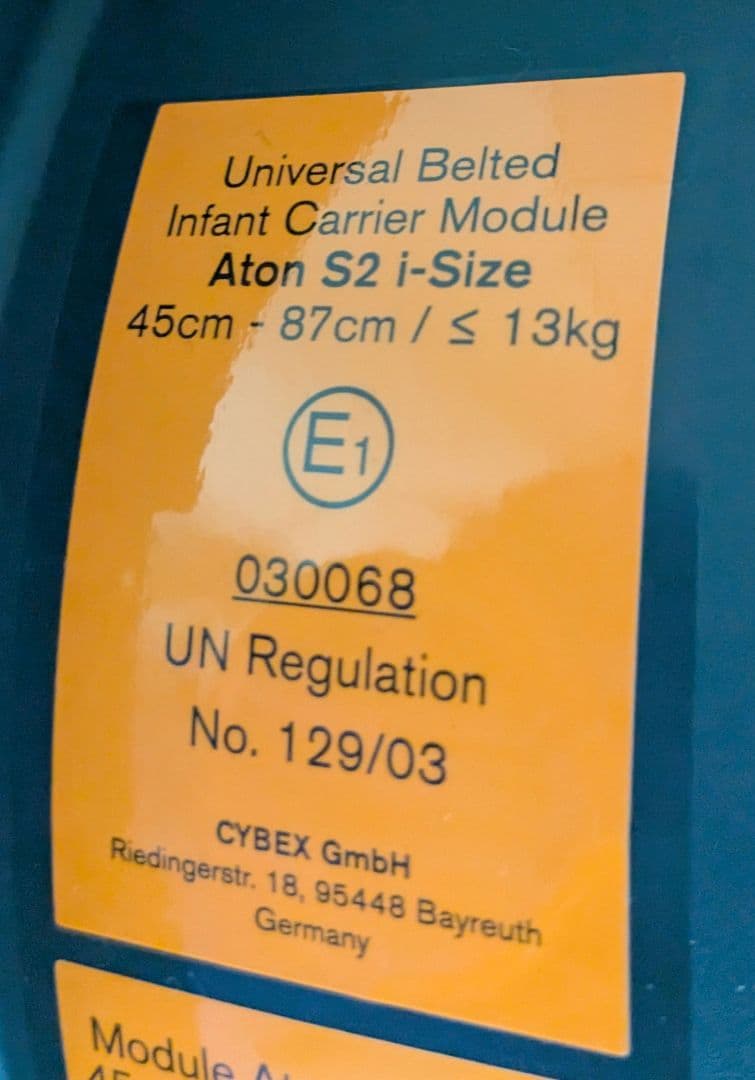 Universal Belted
Infant Carrier Module
Aton S2 i-Size
45cm - 87cm / ≤ 13kg
E1
030068
UN Regulation
No. 129/03
CYBEX GmbH
Riedingerstr. 18, 95448 Bayreuth
Germany
Module